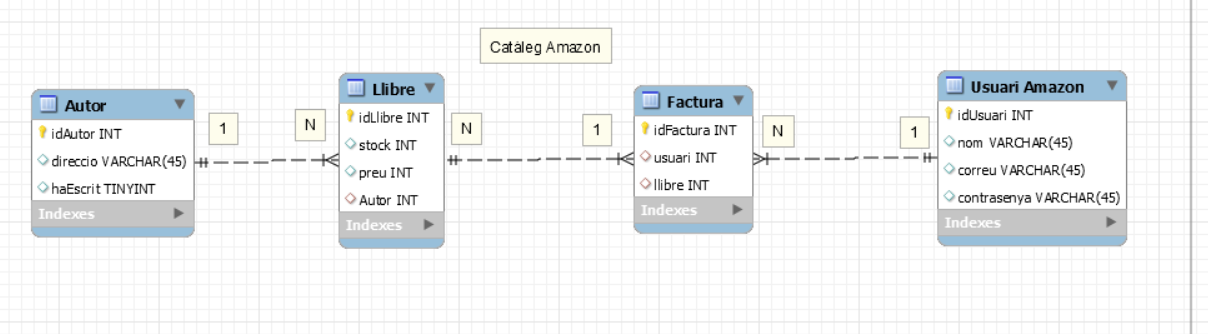 Catàleg Amazon
Autor
idAutor INT
direccio VARCHAR(45)
haEscrit TINYINT
Indexes
1
N
Llibre
idLlibre INT
stock INT
preu INT
Autor INT
Indexes
N
1
Factura
idFactura INT
usuari INT
llibre INT
Indexes
N
1
Usuari Amazon
idUsuari INT
nom VARCHAR(45)
correu VARCHAR(45)
contrasenya VARCHAR(45)
Indexes